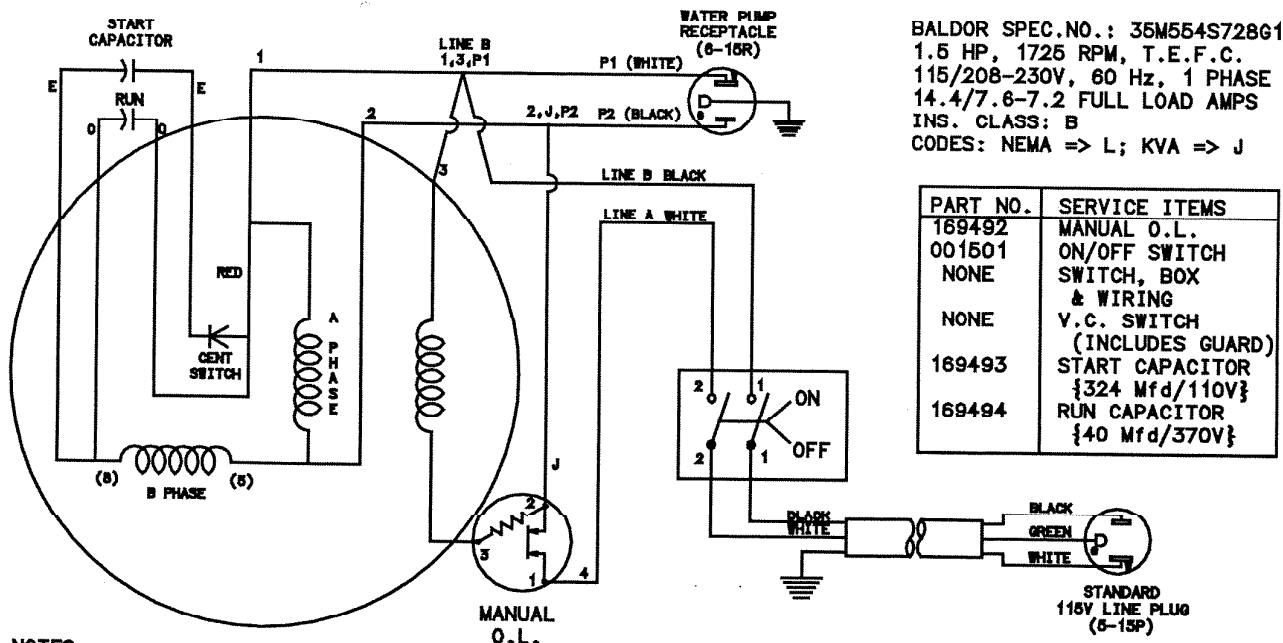 START
CAPACITOR
E
E
RUN
O
O
1
LINE B
1,3,P1
WATER PUMP
RECEPTACLE
(6-15R)
P1 (WHITE)
2
2,J,P2
P2 (BLACK)
G
3
LINE B BLACK
LINE A WHITE
RED
CENT
SWITCH
A PHASE
(8)
B PHASE
(5)
J
2
3
1
4
MANUAL
O.L.
2
1
ON
OFF
2
1
BLACK
WHITE
BLACK
GREEN
G
WHITE
STANDARD
115V LINE PLUG
(5-15P)
BALDOR SPEC.NO.: 35M554S728G1
1.5 HP, 1725 RPM, T.E.F.C.
115/208-230V, 60 Hz, 1 PHASE
14.4/7.6-7.2 FULL LOAD AMPS
INS. CLASS: B
CODES: NEMA => L; KVA => J
PART NO. SERVICE ITEMS
169492 MANUAL O.L.
001501 ON/OFF SWITCH
NONE SWITCH, BOX
& WIRING
NONE V.C. SWITCH
(INCLUDES GUARD)
169493 START CAPACITOR
{324 Mfd/110V}
169494 RUN CAPACITOR
{40 Mfd/370V}
NOTES